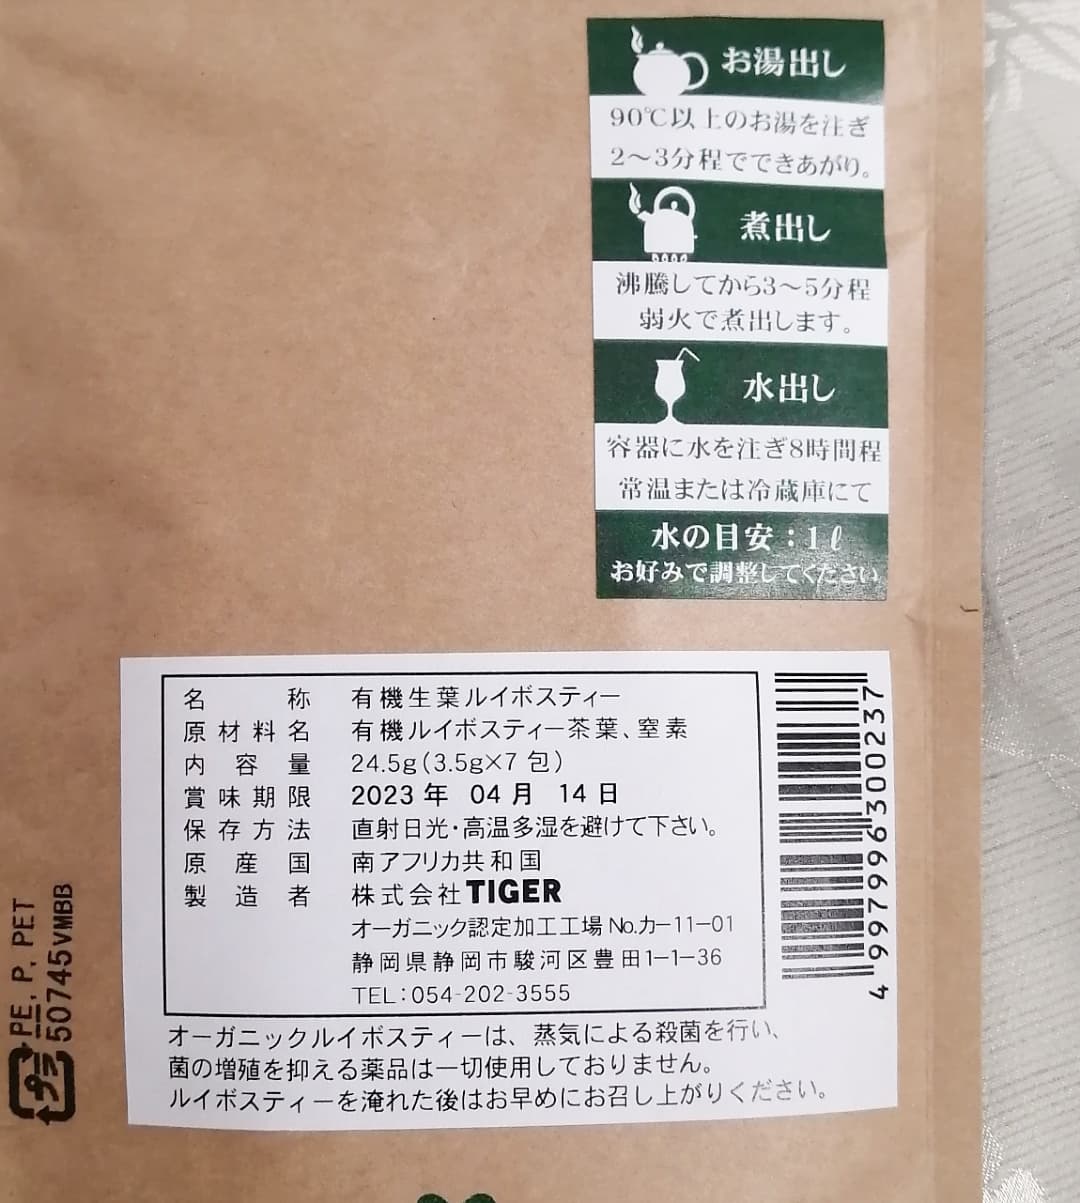 お湯出し
90℃以上のお湯を注ぎ
2〜3分程でできあがり。
煮出し
沸騰してから3〜5分程
弱火で煮出します。
水出し
容器に水を注ぎ8時間程
常温または冷蔵庫にて
水の目安：1ℓ
お好みで調整してください
名称 有機生葉ルイボスティー
原材料名 有機ルイボスティー茶葉、窒素
内容量 24.5g(3.5g×7包)
賞味期限 2023年 04月 14日
保存方法 直射日光・高温多湿を避けて下さい。
原産国 南アフリカ共和国
製造者 株式会社TIGER
オーガニック認定加工工場No.カー11-01
静岡県静岡市駿河区豊田1-1-36
TEL:054-202-3555
オーガニックルイボスティーは、蒸気による殺菌を行い、
菌の増殖を抑える薬品は一切使用しておりません。
ルイボスティーを淹れた後はお早めにお召し上がりください。
4997996300237
プラ
PE, P, PET
50745VMBB